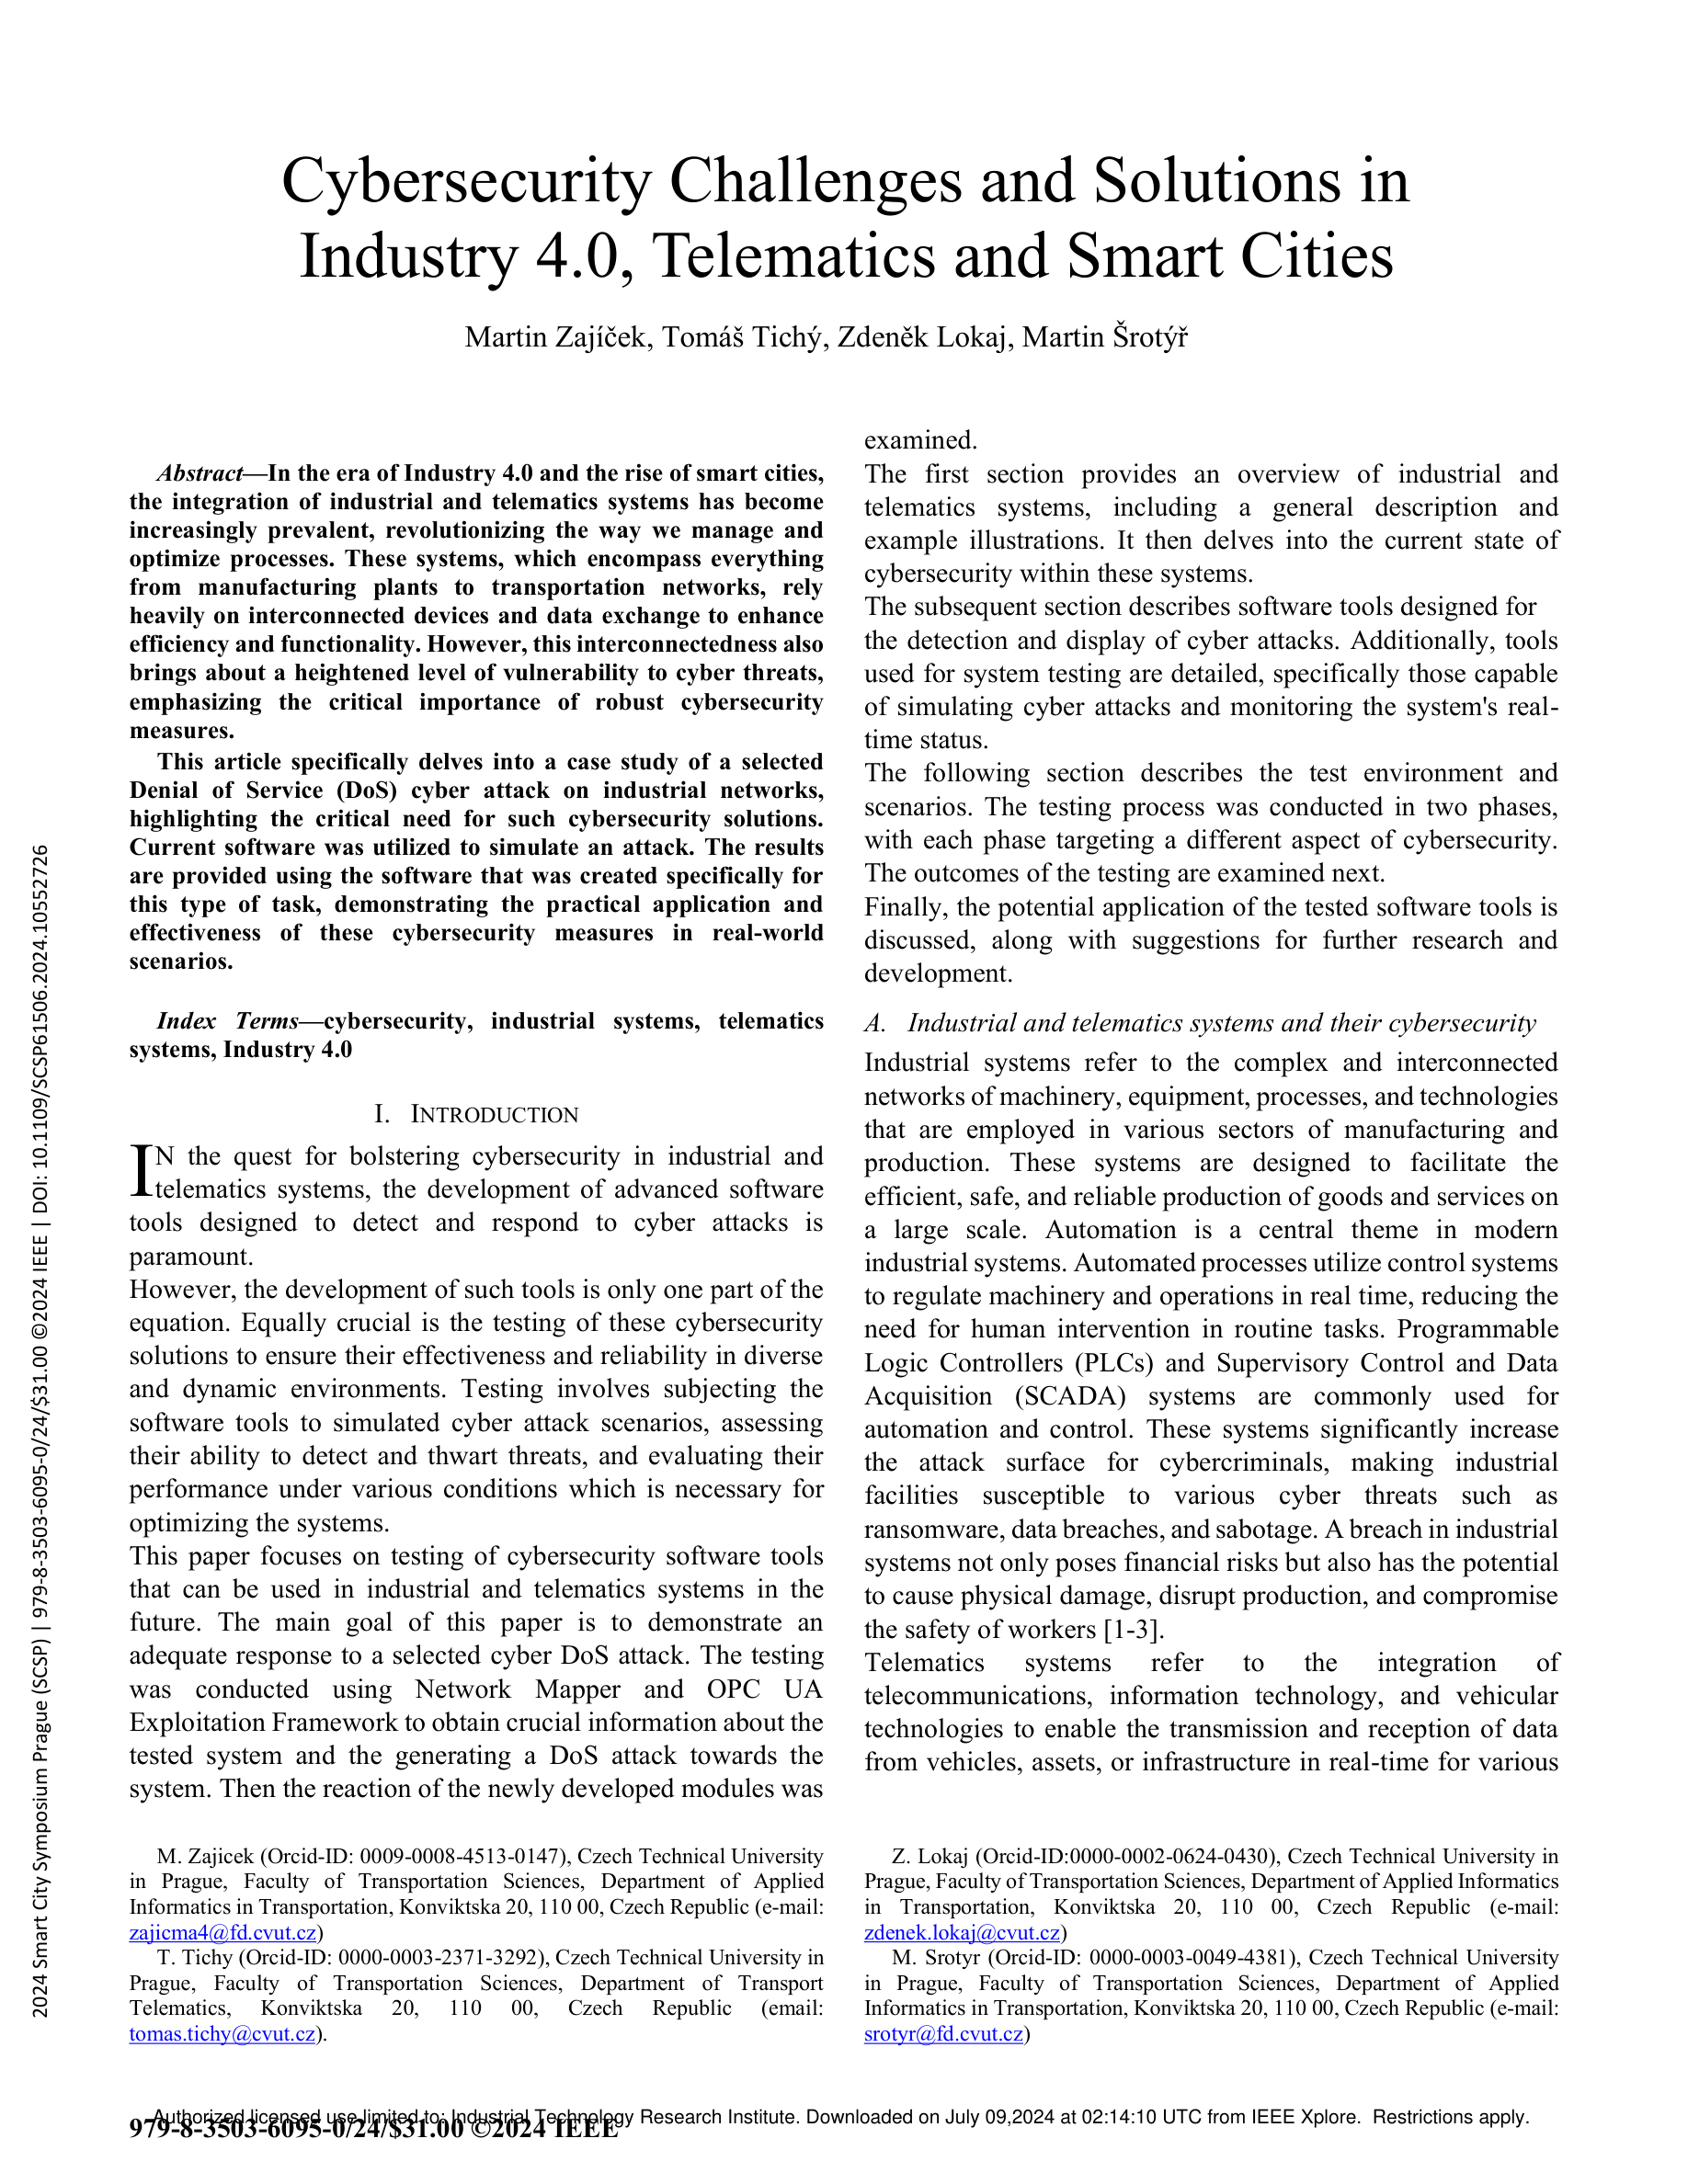 Cybersecurity Challenges and Solutions in
Industry 4.0, Telematics and Smart Cities
Martin Zajíček, Tomáš Tichý, Zdeněk Lokaj, Martin Šrotýř
Abstract—In the era of Industry 4.0 and the rise of smart cities,
the integration of industrial and telematics systems has become
increasingly prevalent, revolutionizing the way we manage and
optimize processes. These systems, which encompass everything
from manufacturing plants to transportation networks, rely
heavily on interconnected devices and data exchange to enhance
efficiency and functionality. However, this interconnectedness also
brings about a heightened level of vulnerability to cyber threats,
emphasizing the critical importance of robust cybersecurity
measures.
This article specifically delves into a case study of a selected
Denial of Service (DoS) cyber attack on industrial networks,
highlighting the critical need for such cybersecurity solutions.
Current software was utilized to simulate an attack. The results
are provided using the software that was created specifically for
this type of task, demonstrating the practical application and
effectiveness of these cybersecurity measures in real-world
scenarios.
Index Terms—cybersecurity, industrial systems, telematics
systems, Industry 4.0
I. INTRODUCTION
IN the quest for bolstering cybersecurity in industrial and
telematics systems, the development of advanced software
tools designed to detect and respond to cyber attacks is
paramount.
However, the development of such tools is only one part of the
equation. Equally crucial is the testing of these cybersecurity
solutions to ensure their effectiveness and reliability in diverse
and dynamic environments. Testing involves subjecting the
software tools to simulated cyber attack scenarios, assessing
their ability to detect and thwart threats, and evaluating their
performance under various conditions which is necessary for
optimizing the systems.
This paper focuses on testing of cybersecurity software tools
that can be used in industrial and telematics systems in the
future. The main goal of this paper is to demonstrate an
adequate response to a selected cyber DoS attack. The testing
was conducted using Network Mapper and OPC UA
Exploitation Framework to obtain crucial information about the
tested system and the generating a DoS attack towards the
system. Then the reaction of the newly developed modules was
examined.
The first section provides an overview of industrial and
telematics systems, including a general description and
example illustrations. It then delves into the current state of
cybersecurity within these systems.
The subsequent section describes software tools designed for
the detection and display of cyber attacks. Additionally, tools
used for system testing are detailed, specifically those capable
of simulating cyber attacks and monitoring the system's real-
time status.
The following section describes the test environment and
scenarios. The testing process was conducted in two phases,
with each phase targeting a different aspect of cybersecurity.
The outcomes of the testing are examined next.
Finally, the potential application of the tested software tools is
discussed, along with suggestions for further research and
development.
A. Industrial and telematics systems and their cybersecurity
Industrial systems refer to the complex and interconnected
networks of machinery, equipment, processes, and technologies
that are employed in various sectors of manufacturing and
production. These systems are designed to facilitate the
efficient, safe, and reliable production of goods and services on
a large scale. Automation is a central theme in modern
industrial systems. Automated processes utilize control systems
to regulate machinery and operations in real time, reducing the
need for human intervention in routine tasks. Programmable
Logic Controllers (PLCs) and Supervisory Control and Data
Acquisition (SCADA) systems are commonly used for
automation and control. These systems significantly increase
the attack surface for cybercriminals, making industrial
facilities susceptible to various cyber threats such as
ransomware, data breaches, and sabotage. A breach in industrial
systems not only poses financial risks but also has the potential
to cause physical damage, disrupt production, and compromise
the safety of workers [1-3].
Telematics systems refer to the integration of
telecommunications, information technology, and vehicular
technologies to enable the transmission and reception of data
from vehicles, assets, or infrastructure in real-time for various
M. Zajicek (Orcid-ID: 0009-0008-4513-0147), Czech Technical University
in Prague, Faculty of Transportation Sciences, Department of Applied
Informatics in Transportation, Konviktska 20, 110 00, Czech Republic (e-mail:
zajicma4@fd.cvut.cz)
T. Tichy (Orcid-ID: 0000-0003-2371-3292), Czech Technical University in
Prague, Faculty of Transportation Sciences, Department of Transport
Telematics, Konviktska 20, 110 00, Czech Republic (email:
tomas.tichy@cvut.cz).
Z. Lokaj (Orcid-ID:0000-0002-0624-0430), Czech Technical University in
Prague, Faculty of Transportation Sciences, Department of Applied Informatics
in Transportation, Konviktska 20, 110 00, Czech Republic (e-mail:
zdenek.lokaj@cvut.cz)
M. Srotyr (Orcid-ID: 0000-0003-0049-4381), Czech Technical University
in Prague, Faculty of Transportation Sciences, Department of Applied
Informatics in Transportation, Konviktska 20, 110 00, Czech Republic (e-mail:
srotyr@fd.cvut.cz)
2024 Smart City Symposium Prague (SCSP) | 979-8-3503-6095-0/24/$31.00 ©2024 IEEE | DOI: 10.1109/SCSP61506.2024.10552726
Authorized licensed use limited to: Industrial Technology Research Institute. Downloaded on July 09,2024 at 02:14:10 UTC from IEEE Xplore. Restrictions apply.
979-8-3503-6095-0/24/$31.00 ©2024 IEEE